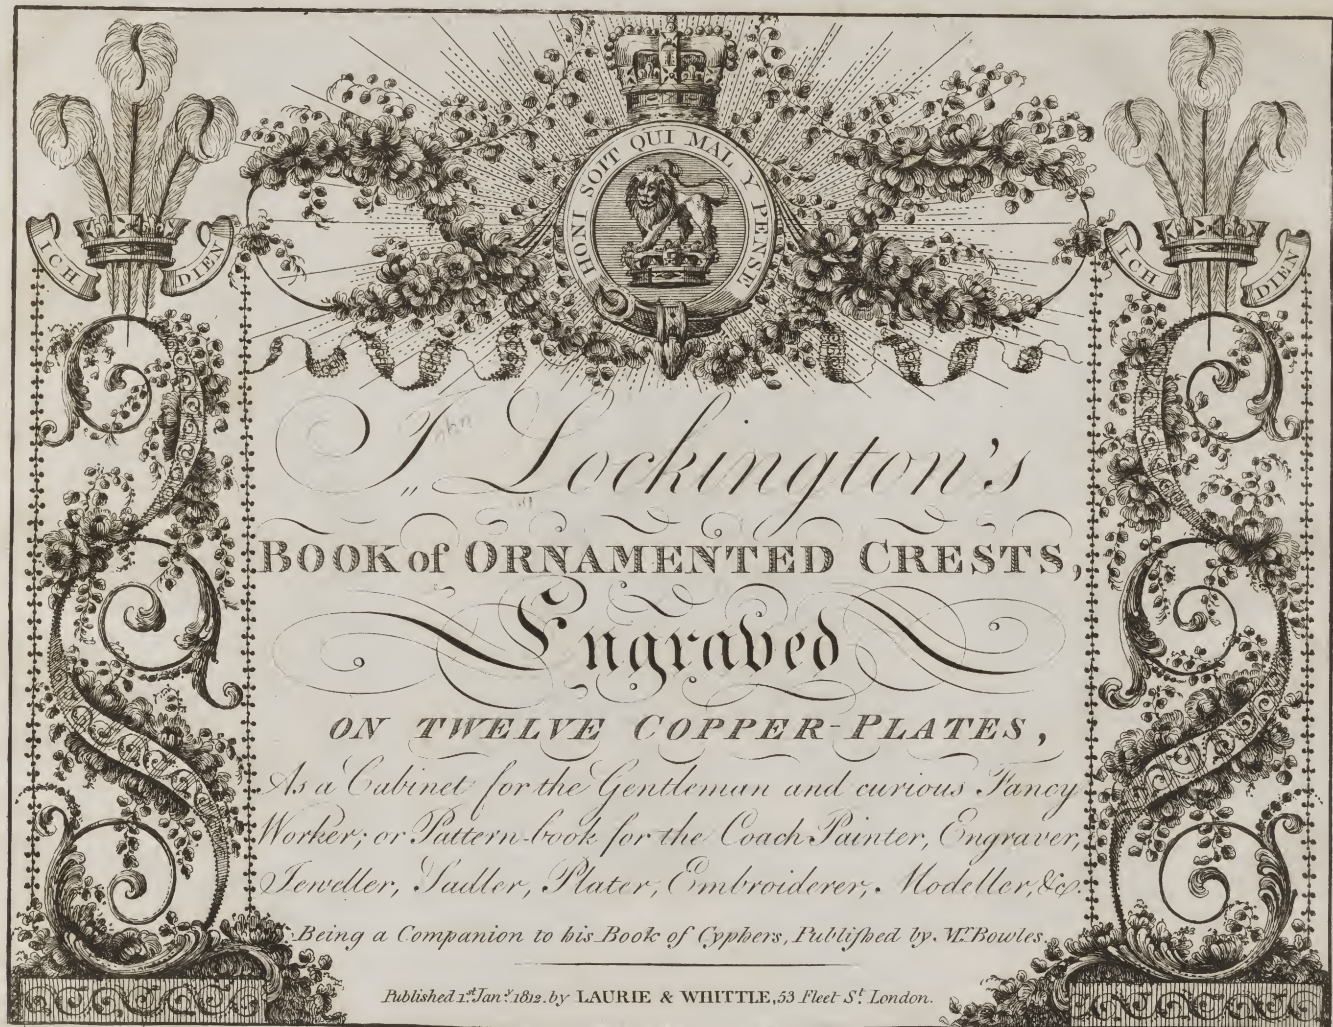 HONI SOIT QUI MAL Y PENSE
ICH DIEN
ICH DIEN
J,, Lockington's
BOOK of ORNAMENTED CRESTS,
Engraved
ON TWELVE COPPER-PLATES,
As a Cabinet for the Gentleman and curious Fancy
Worker; or Pattern-book for the Coach Painter, Engraver,
Jeweller, Sadler, Plater, Embroiderer, Modeller, &c.
Being a Companion to his Book of Cyphers, Publiſhed by Mr. Bowles.
Published 1st. Jany. 1812. by LAURIE & WHITTLE, 53 Fleet St. London.